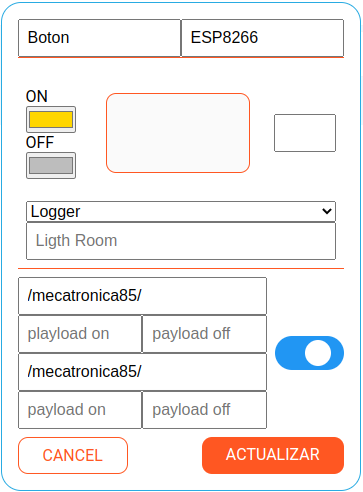 Boton ESP8266
ON
OFF
Logger
Ligth Room
/mecatronica85/
playload on payload off
/mecatronica85/
payload on payload off
CANCEL ACTUALIZAR